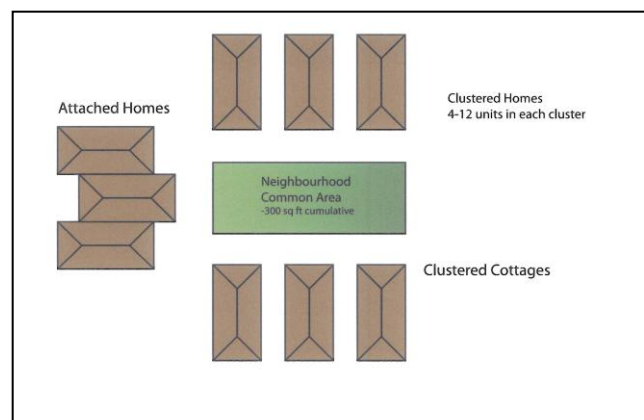 Attached Homes
Clustered Homes
4-12 units in each cluster
Neighbourhood
Common Area
-300 sq ft cumulative
Clustered Cottages